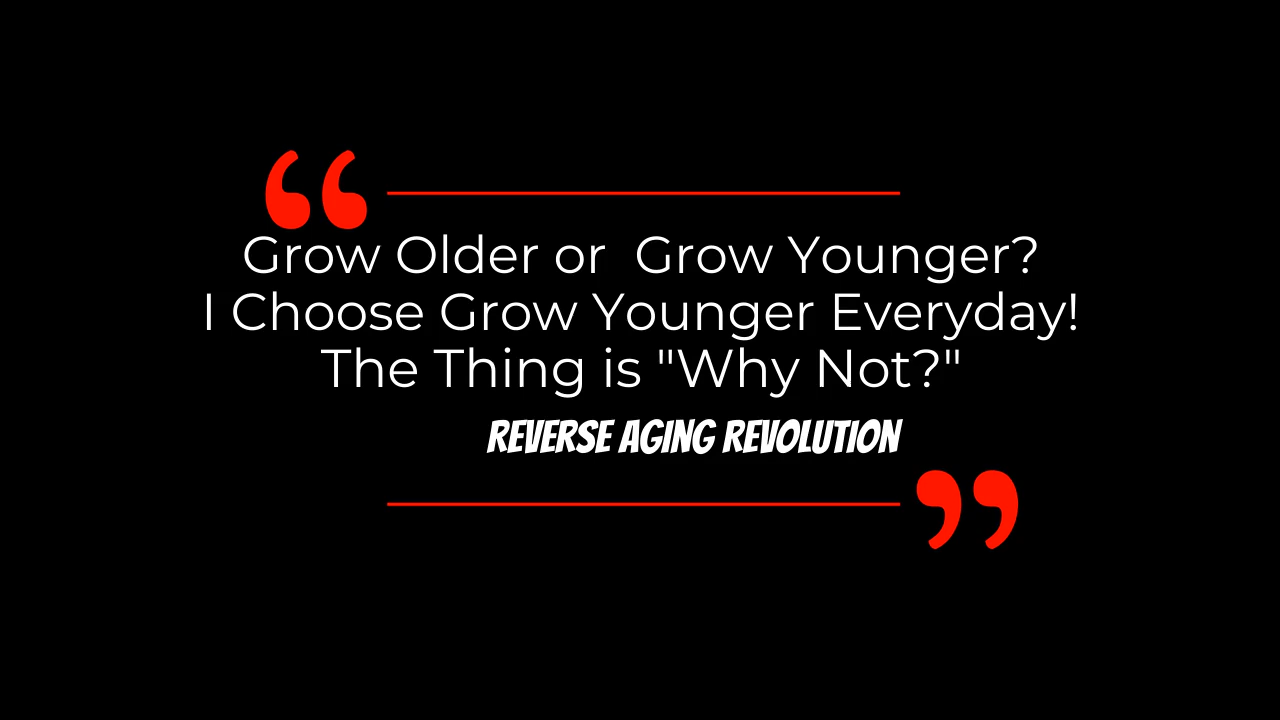 Grow Older or  Grow Younger?
I Choose Grow Younger Everyday!
The Thing is "Why Not?"
REVERSE AGING REVOLUTION